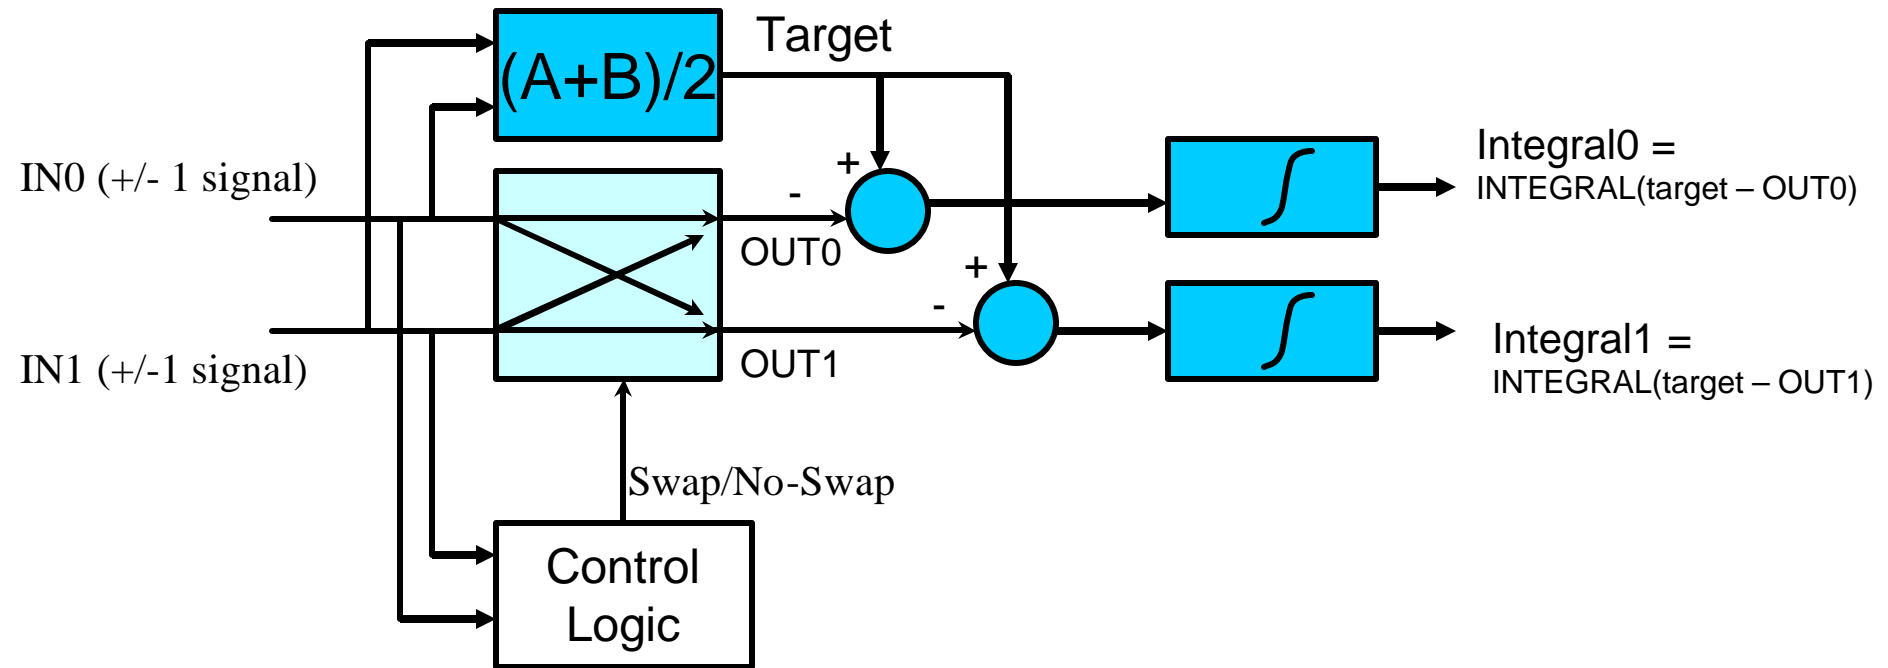 Target
(A+B)/2
IN0 (+/- 1 signal)
+
-
OUT0
Integral0 =
INTEGRAL(target – OUT0)
IN1 (+/-1 signal)
+
-
OUT1
Integral1 =
INTEGRAL(target – OUT1)
Swap/No-Swap
Control
Logic